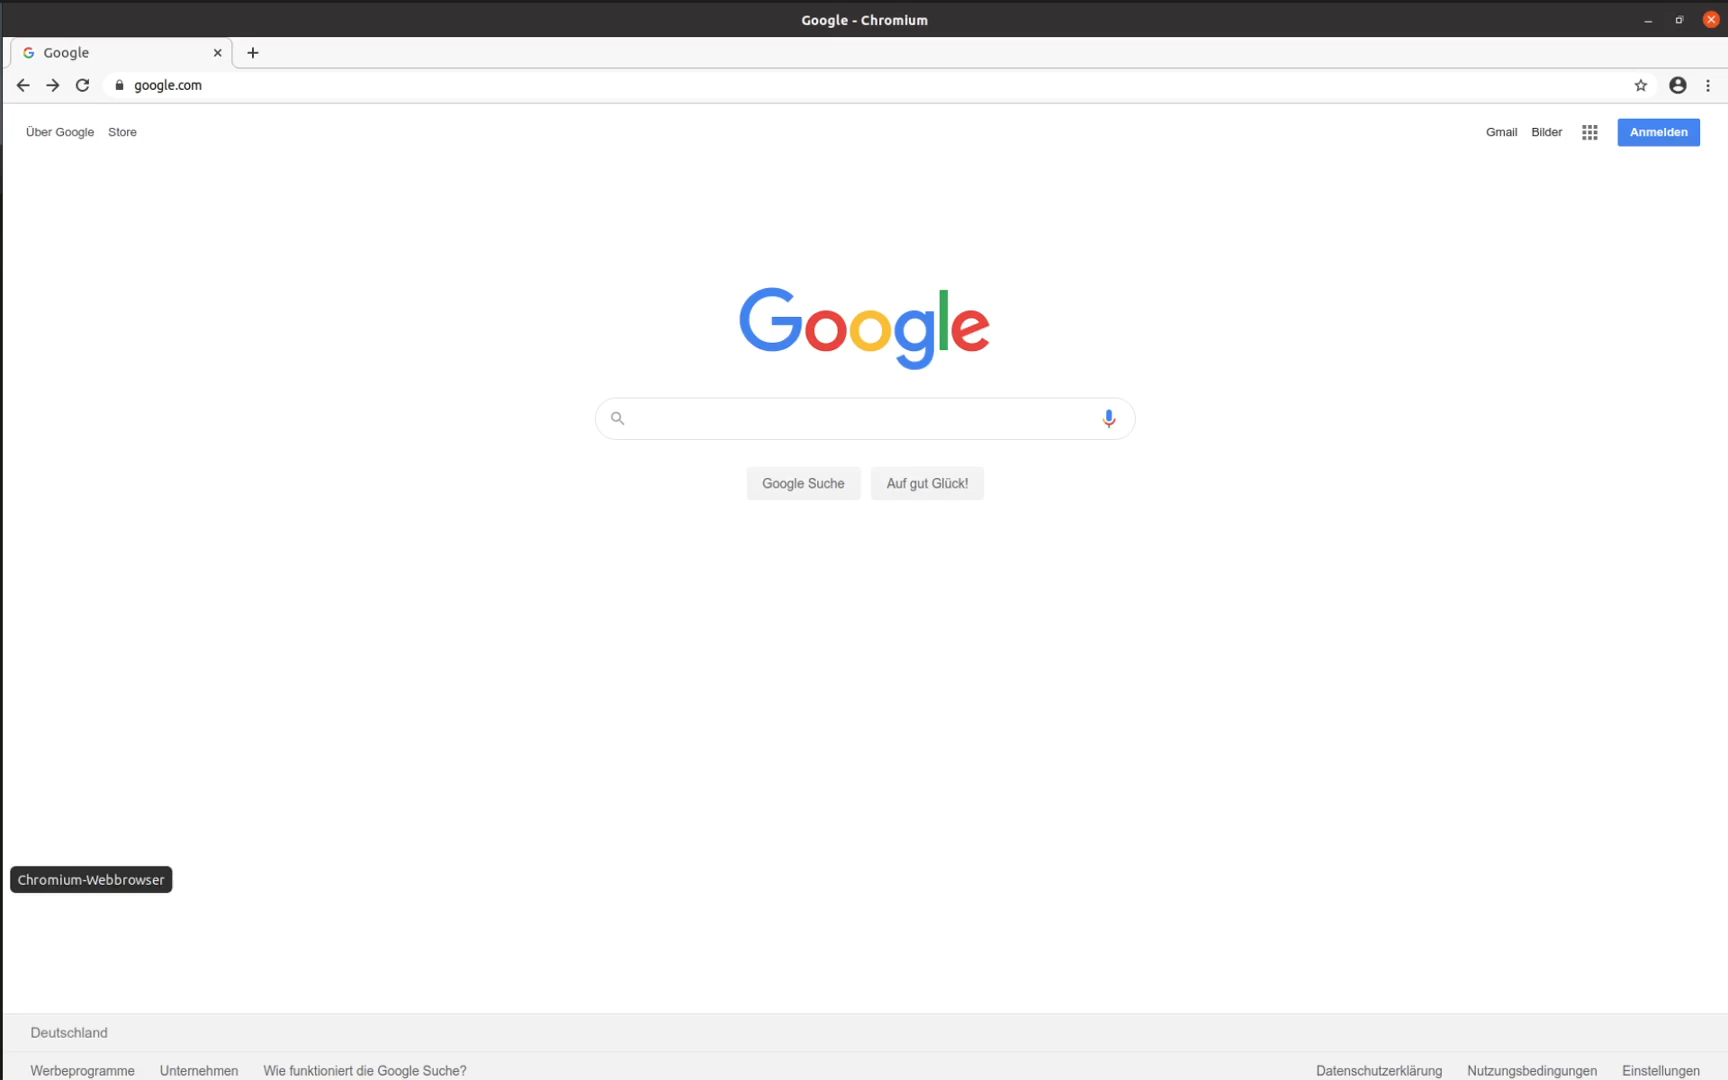 Google - Chromium
Google
google.com
Über Google Store
Gmail Bilder Anmelden
Google
Google Suche Auf gut Glück!
Chromium-Webbrowser
Deutschland
Werbeprogramme Unternehmen Wie funktioniert die Google Suche? Datenschutzerklärung Nutzungsbedingungen Einstellungen